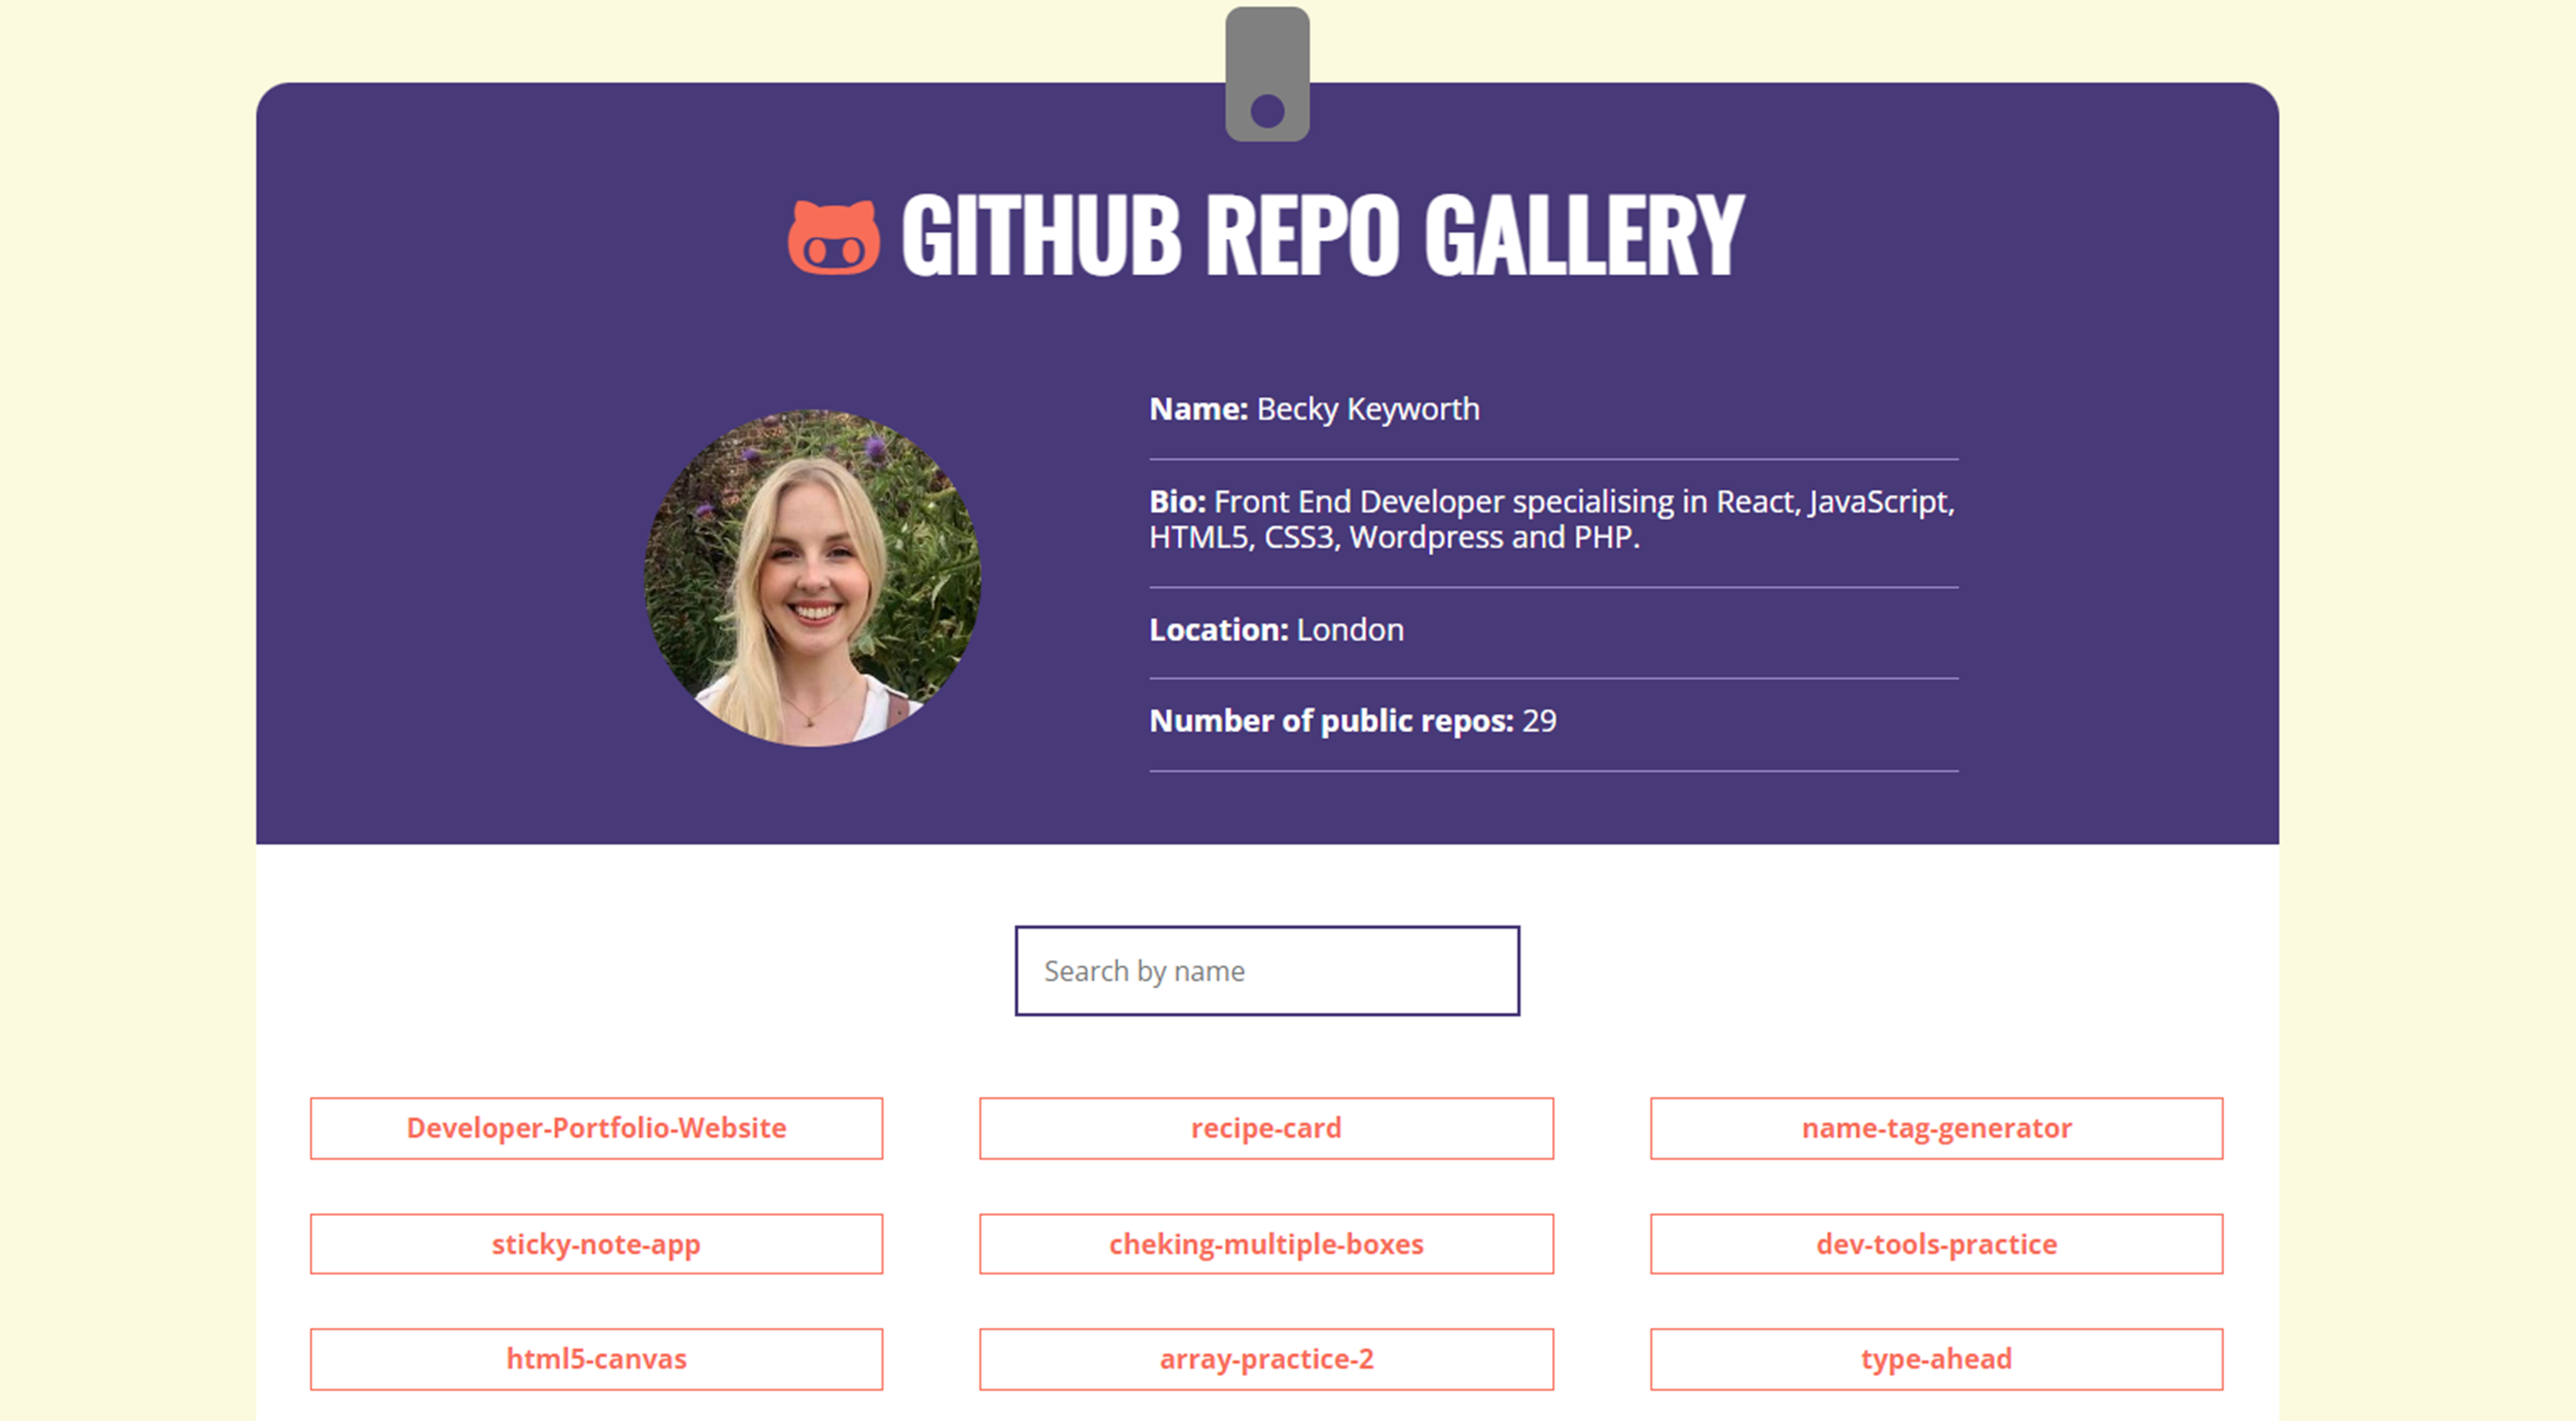 GITHUB REPO GALLERY
Name: Becky Keyworth
Bio: Front End Developer specialising in React, JavaScript,
HTML5, CSS3, Wordpress and PHP.
Location: London
Number of public repos: 29
Search by name
Developer-Portfolio-Website
recipe-card
name-tag-generator
sticky-note-app
cheking-multiple-boxes
dev-tools-practice
html5-canvas
array-practice-2
type-ahead